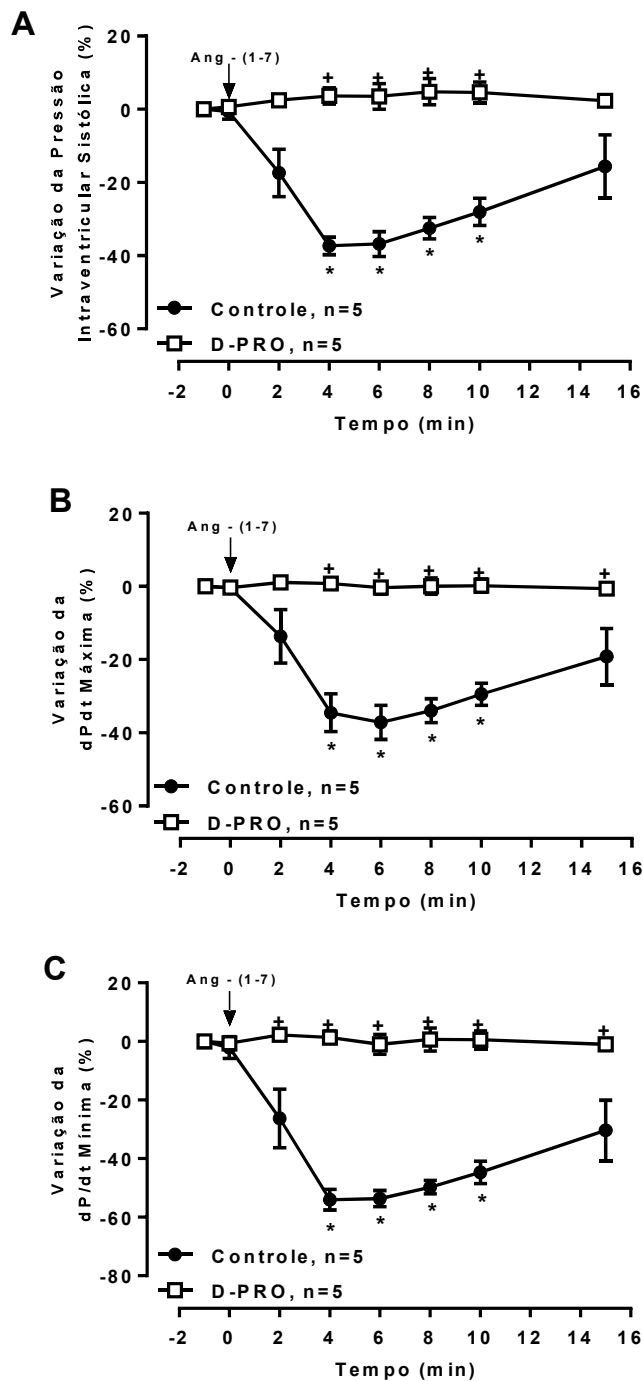 A
Variação da Pressão
Intraventricular Sistólica (%)
20
0
-20
-40
-60
Ang - (1-7)
+ + + +
* * * *
Controle, n=5
D-PRO, n=5
-2 0 2 4 6 8 10 12 14 16
Tempo (min)
B
Variação da
dPdt Máxima (%)
20
0
-20
-40
-60
Ang - (1-7)
+ + + + +
* * * *
Controle, n=5
D-PRO, n=5
-2 0 2 4 6 8 10 12 14 16
Tempo (min)
C
Variação da
dP/dt Mínima (%)
20
0
-20
-40
-60
-80
Ang - (1-7)
+ + + + + +
* * * *
Controle, n=5
D-PRO, n=5
-2 0 2 4 6 8 10 12 14 16
Tempo (min)